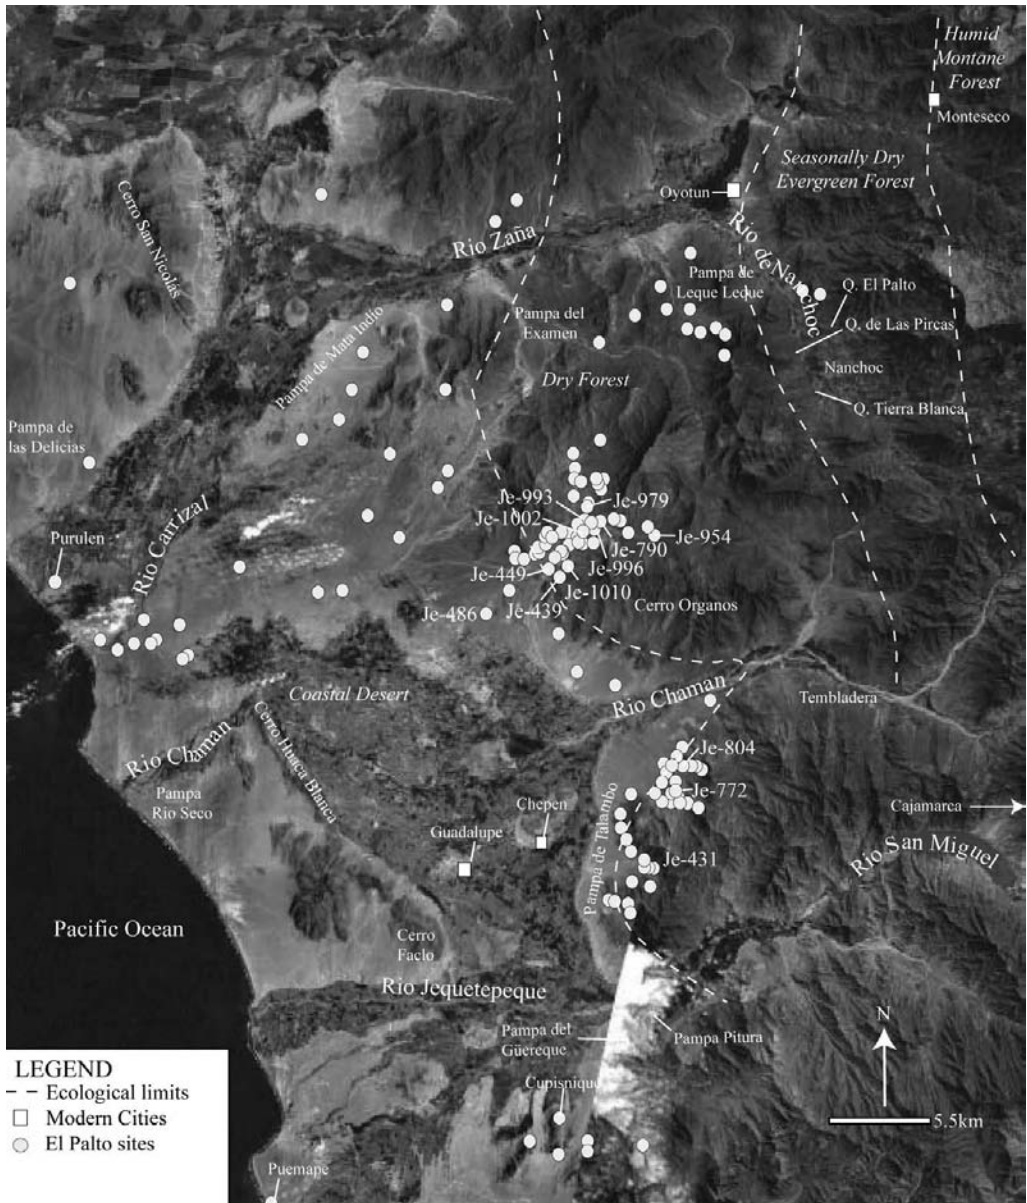 Humid
Montane
Forest
Monteseco
Seasonally Dry
Evergreen Forest
Oyotun
Cerro San Nicolás
Rio Zaña
Rio de Nanchoc
Pampa de
Leque Leque
Q. El Palto
Pampa del
Examen
Q. de Las Pircas
Pampa de Mata Indio
Nanchoc
Dry Forest
Q. Tierra Blanca
Pampa de
las Delicias
Je-993
Je-979
Je-1002
Je-954
Je-790
Purulen
Rio Carrizal
Je-996
Je-449
Je-1010
Je-439
Je-486
Cerro Organos
Coastal Desert
Rio Chaman
Tembladera
Rio Chaman
Cerro Huaca Blanca
Je-804
Pampa
Rio Seco
Je-772
Chepen
Cajamarca
Guadalupe
Pampa de Talambo
Rio San Miguel
Je-431
Pacific Ocean
Cerro
Faclo
Rio Jequetepeque
Pampa del
Güereque
Pampa Pitura
N
Cupisnique
5.5km
LEGEND
Ecological limits
Modern Cities
El Palto sites
Puemape